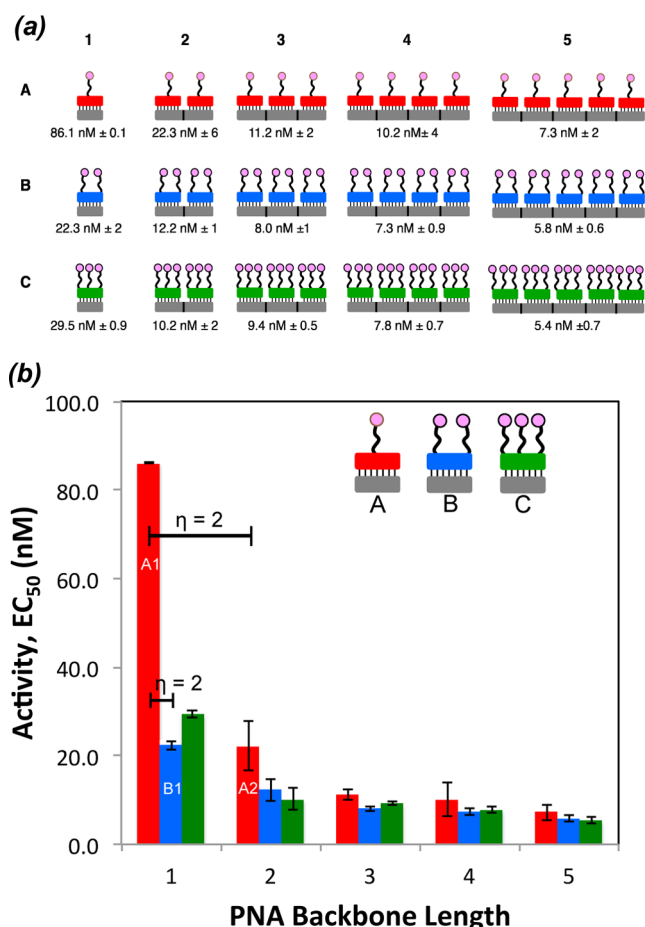 (a)
1 2 3 4 5
A
86.1 nM ± 0.1 22.3 nM ± 6 11.2 nM ± 2 10.2 nM± 4 7.3 nM ± 2
B
22.3 nM ± 2 12.2 nM ± 1 8.0 nM ±1 7.3 nM ± 0.9 5.8 nM ± 0.6
C
29.5 nM ± 0.9 10.2 nM ± 2 9.4 nM ± 0.5 7.8 nM ± 0.7 5.4 nM ±0.7
(b)
100.0
80.0
60.0
40.0
20.0
0.0
Activity, EC50 (nM)
A B C
η = 2
A1
η = 2
B1
A2
1 2 3 4 5
PNA Backbone Length